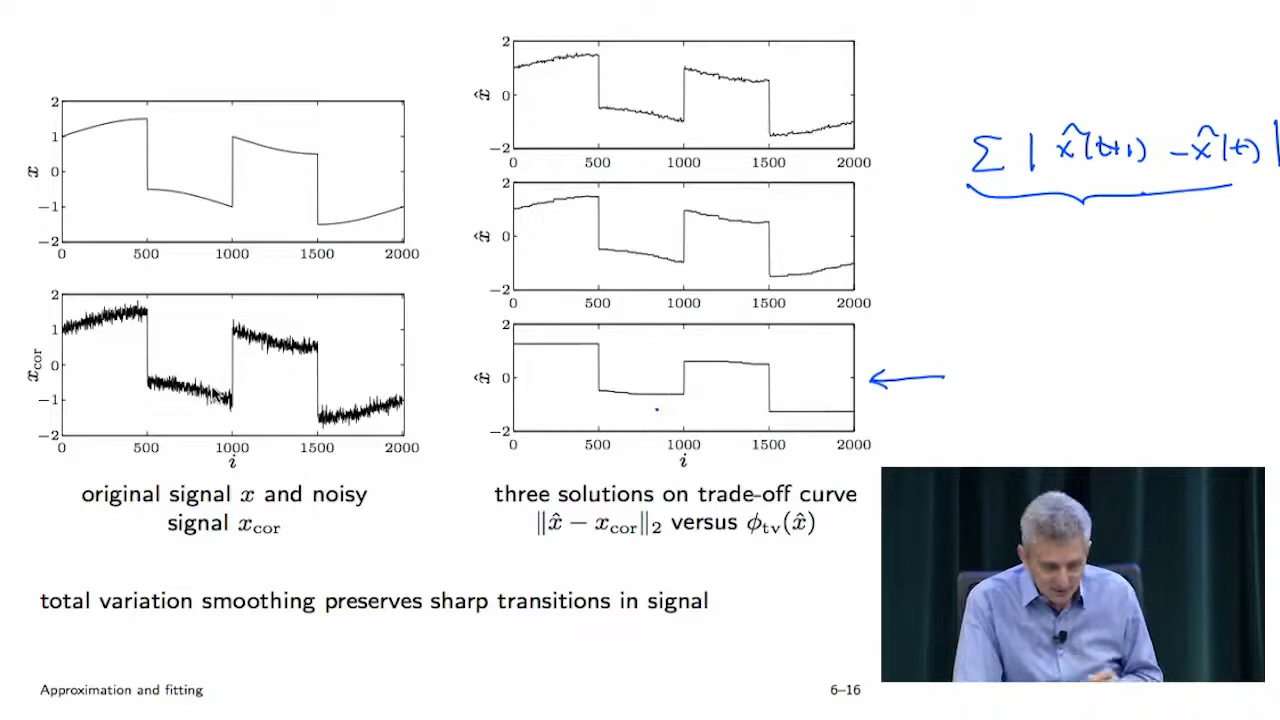 2
1
0
−1
−2
x
0 500 1000 1500 2000
2
1
0
−1
−2
x_cor
0 500 1000 1500 2000
i
original signal x and noisy
signal x_cor
2
0
−2
x̂
0 500 1000 1500 2000
2
0
−2
x̂
0 500 1000 1500 2000
2
0
−2
x̂
0 500 1000 1500 2000
i
three solutions on trade-off curve
‖x̂ − x_cor‖₂ versus ϕ_tv(x̂)
∑ | x̂(t+1) − x̂(t) |
total variation smoothing preserves sharp transitions in signal
Approximation and fitting 6–16